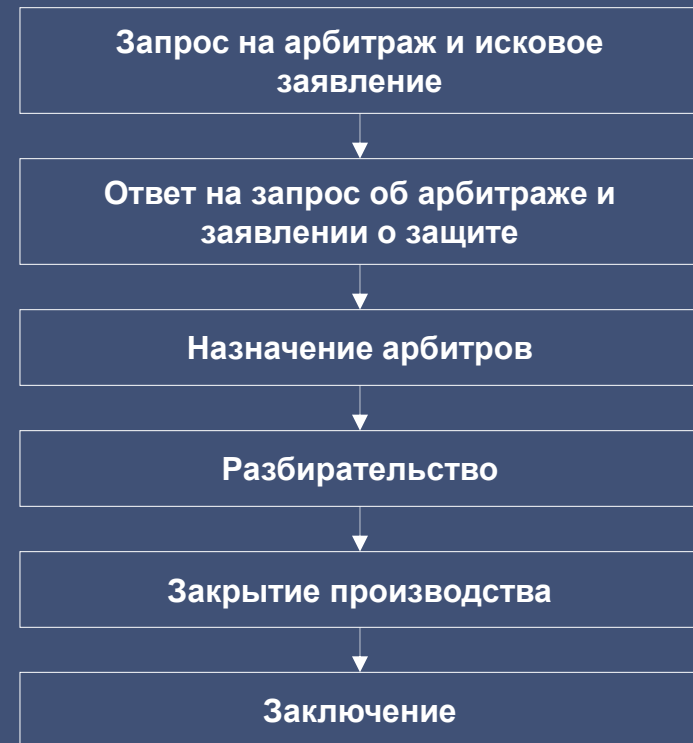 Запрос на арбитраж и исковое
заявление
Ответ на запрос об арбитраже и
заявлении о защите
Назначение арбитров
Разбирательство
Закрытие производства
Заключение